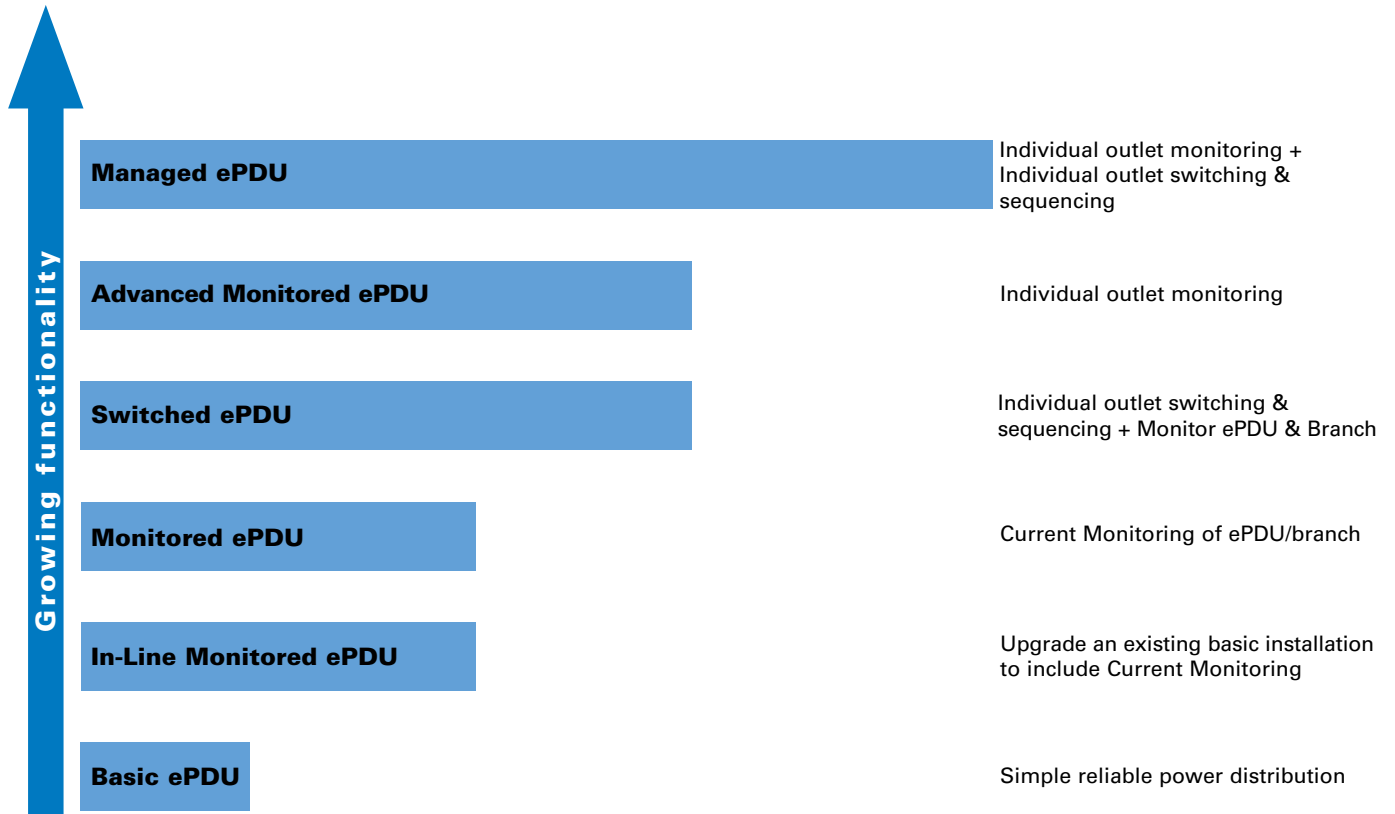 Growing functionality
Managed ePDU
Individual outlet monitoring +
Individual outlet switching &
sequencing
Advanced Monitored ePDU
Individual outlet monitoring
Switched ePDU
Individual outlet switching &
sequencing + Monitor ePDU & Branch
Monitored ePDU
Current Monitoring of ePDU/branch
In-Line Monitored ePDU
Upgrade an existing basic installation
to include Current Monitoring
Basic ePDU
Simple reliable power distribution